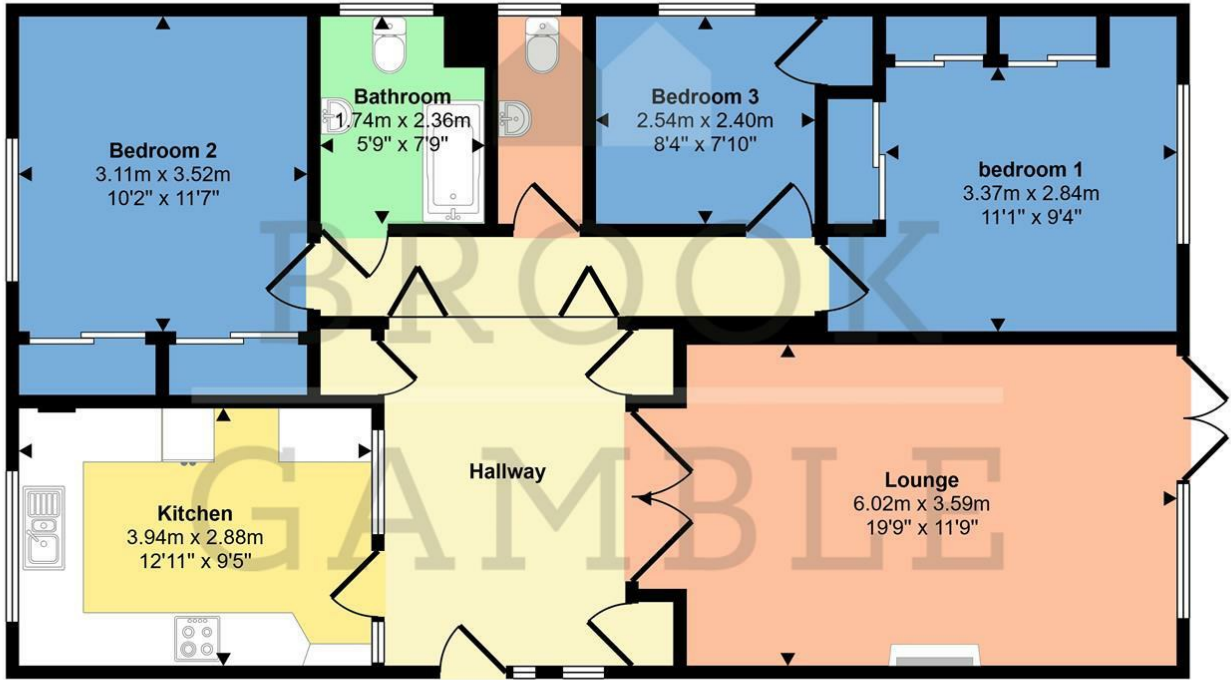 Bedroom 2
3.11m x 3.52m
10'2" x 11'7"
Bathroom
1.74m x 2.36m
5'9" x 7'9"
Bedroom 3
2.54m x 2.40m
8'4" x 7'10"
bedroom 1
3.37m x 2.84m
11'1" x 9'4"
BROOK
GAMBLE
Kitchen
3.94m x 2.88m
12'11" x 9'5"
Hallway
Lounge
6.02m x 3.59m
19'9" x 11'9"